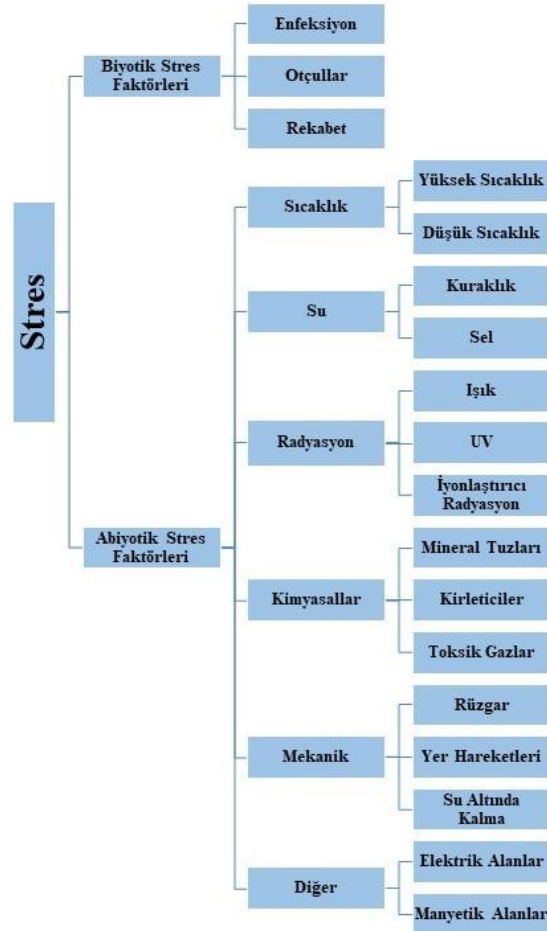 Stres
Biyotik Stres
Faktörleri
Enfeksiyon
Otçullar
Rekabet
Abiyotik Stres
Faktörleri
Sıcaklık
Yüksek Sıcaklık
Düşük Sıcaklık
Su
Kuraklık
Sel
Radyasyon
Işık
UV
İyonlaştırıcı
Radyasyon
Kimyasallar
Mineral Tuzları
Kirleticiler
Toksik Gazlar
Mekanik
Rüzgar
Yer Hareketleri
Su Altında
Kalma
Diğer
Elektrik Alanlar
Manyetik Alanlar